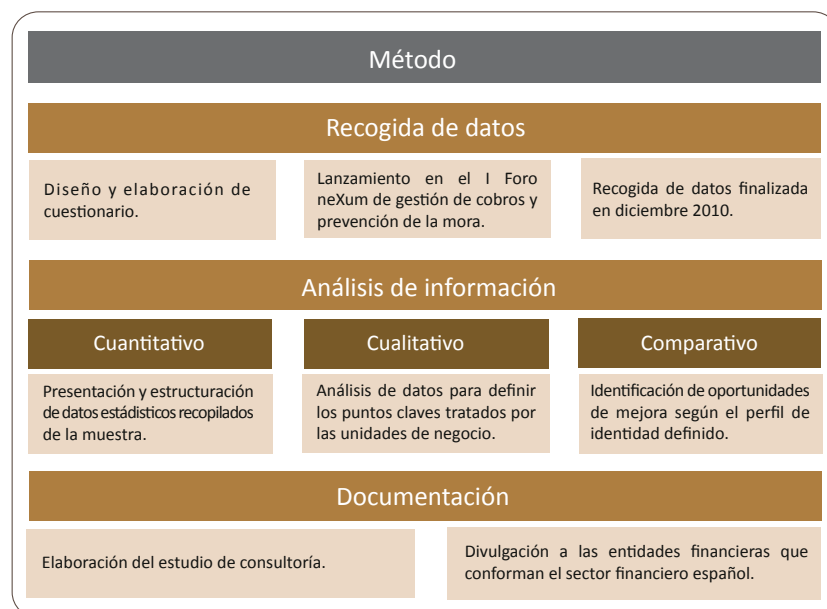 Método
Recogida de datos
Diseño y elaboración de
cuestionario.
Lanzamiento en el I Foro
neXum de gestión de cobros y
prevención de la mora.
Recogida de datos finalizada
en diciembre 2010.
Análisis de información
Cuantitativo
Presentación y estructuración
de datos estádisticos recopilados
de la muestra.
Cualitativo
Análisis de datos para definir
los puntos claves tratados por
las unidades de negocio.
Comparativo
Identificación de oportunidades
de mejora según el perfil de
identidad definido.
Documentación
Elaboración del estudio de consultoría.
Divulgación a las entidades financieras que
conforman el sector financiero español.